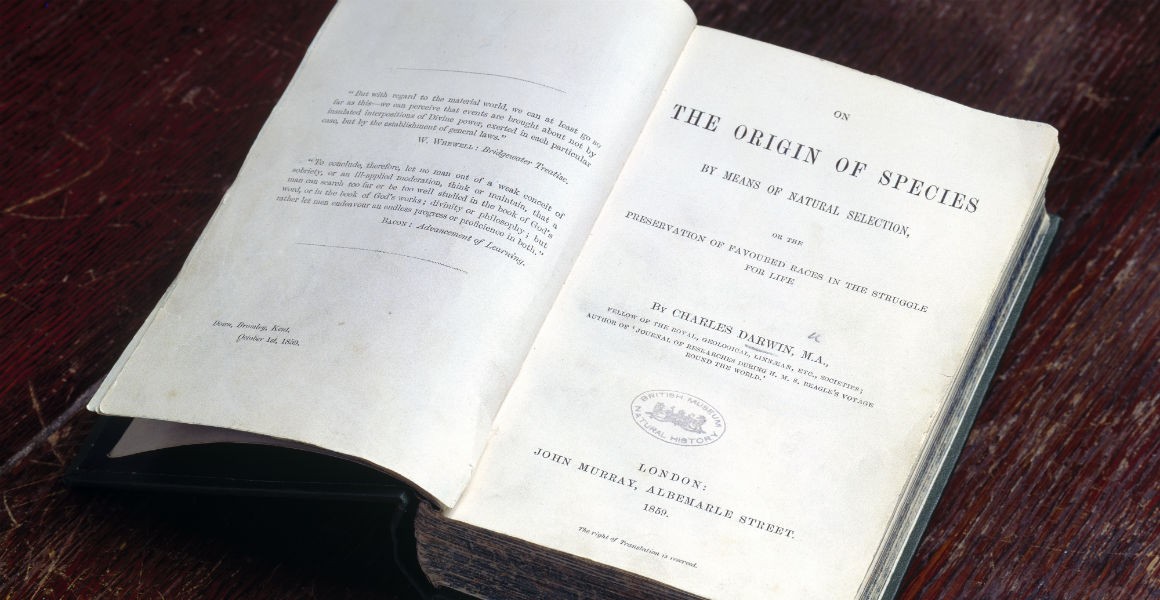 "But with regard to the material world, we can at least go so
far as this—we can perceive that events are brought about not by
insulated interpositions of Divine power, exerted in each particular
case, but by the establishment of general laws."
W. WHEWELL: Bridgewater Treatise.
"To conclude, therefore, let no man out of a weak conceit of
sobriety, or an ill-applied moderation, think or maintain, that a
man can search too far or be too well studied in the book of God's
word, or in the book of God's works; divinity or philosophy; but
rather let men endeavour an endless progress or proficience in both."
BACON: Advancement of Learning.
Down, Bromley, Kent,
October 1st, 1859.
ON
THE ORIGIN OF SPECIES
BY MEANS OF NATURAL SELECTION,
OR THE
PRESERVATION OF FAVOURED RACES IN THE STRUGGLE
FOR LIFE
By CHARLES DARWIN, M.A.,
FELLOW OF THE ROYAL, GEOLOGICAL, LINNÆAN, ETC., SOCIETIES;
AUTHOR OF 'JOURNAL OF RESEARCHES DURING H. M. S. BEAGLE'S VOYAGE
ROUND THE WORLD.'
BRITISH MUSEUM
NATURAL HISTORY
LONDON:
JOHN MURRAY, ALBEMARLE STREET.
1859.
The right of Translation is reserved.